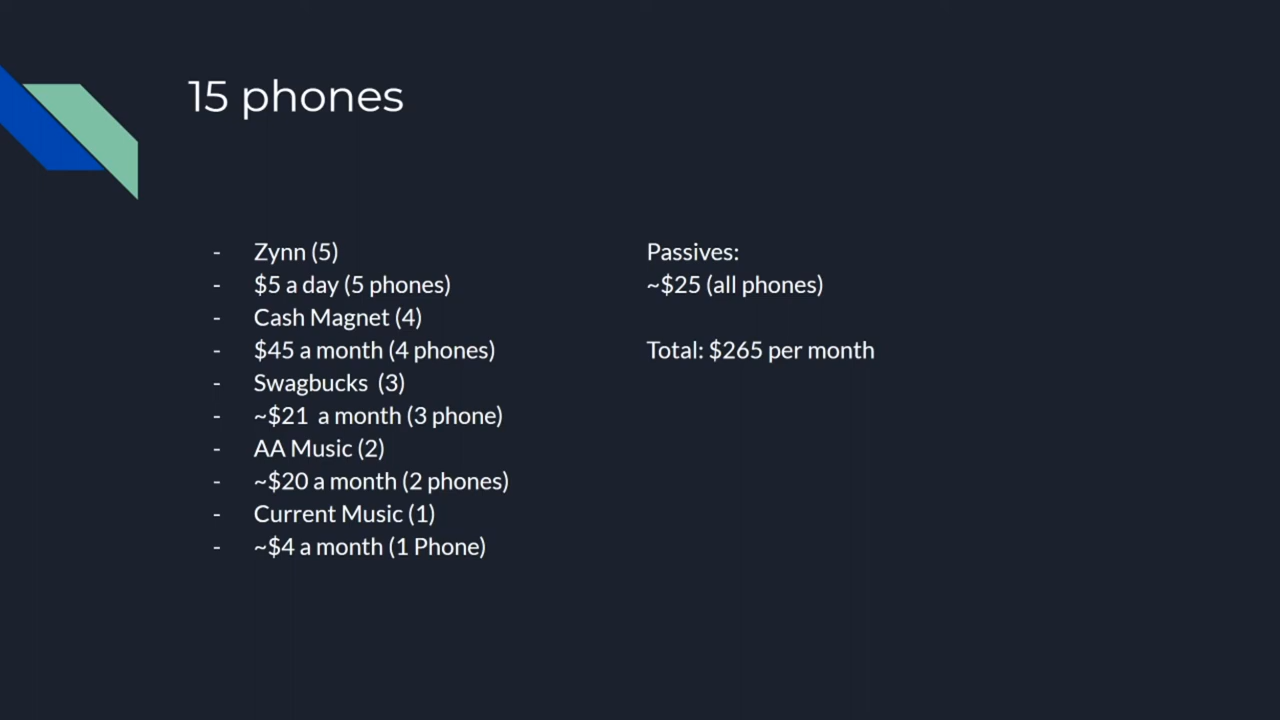 15 phones
- Zynn (5)
- $5 a day (5 phones)
- Cash Magnet (4)
- $45 a month (4 phones)
- Swagbucks  (3)
- ~$21  a month (3 phone)
- AA Music (2)
- ~$20 a month (2 phones)
- Current Music (1)
- ~$4 a month (1 Phone)
Passives:
~$25 (all phones)
Total: $265 per month